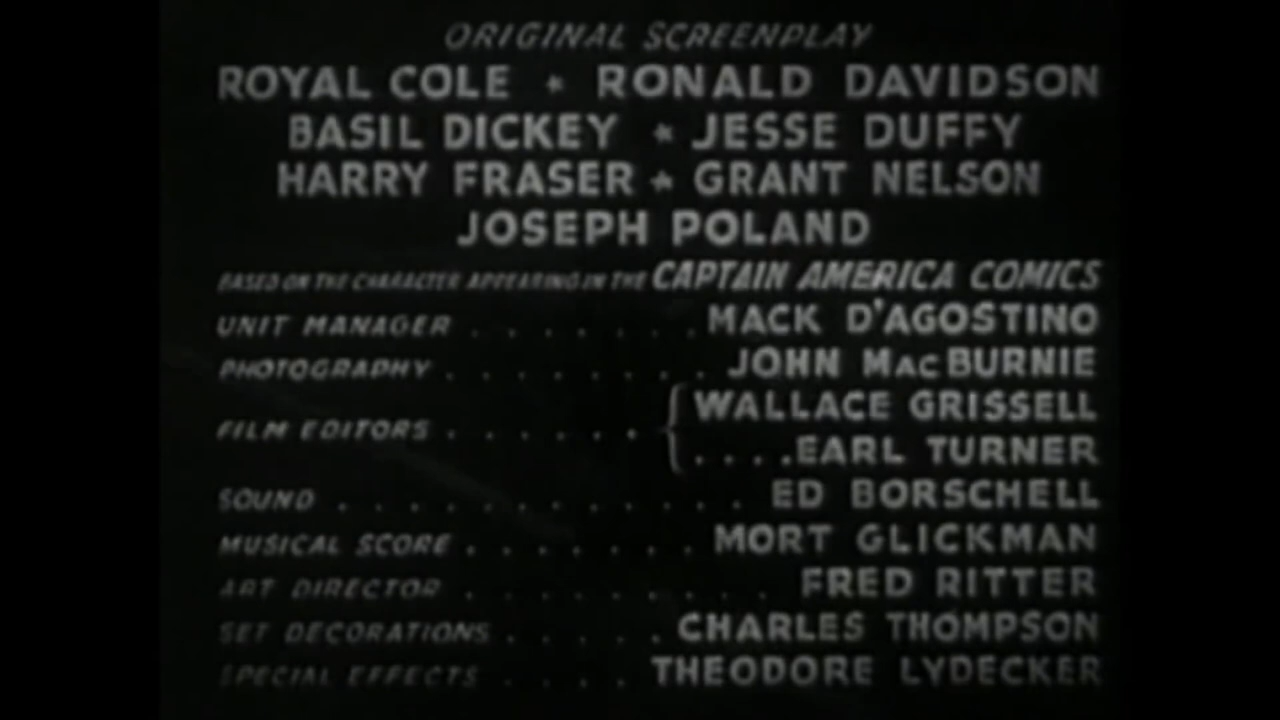 ORIGINAL SCREENPLAY
ROYAL COLE * RONALD DAVIDSON
BASIL DICKEY * JESSE DUFFY
HARRY FRASER * GRANT NELSON
JOSEPH POLAND
BASED ON THE CHARACTER APPEARING IN THE CAPTAIN AMERICA COMICS
UNIT MANAGER . . . . . . . MACK D'AGOSTINO
PHOTOGRAPHY . . . . . . . . JOHN MacBURNIE
FILM EDITORS . . . . . . { WALLACE GRISSELL
. . . . EARL TURNER
SOUND . . . . . . . . . . . . ED BORSCHELL
MUSICAL SCORE . . . . . . . MORT GLICKMAN
ART DIRECTOR . . . . . . . . . FRED RITTER
SET DECORATIONS . . . . . CHARLES THOMPSON
SPECIAL EFFECTS . . . . THEODORE LYDECKER